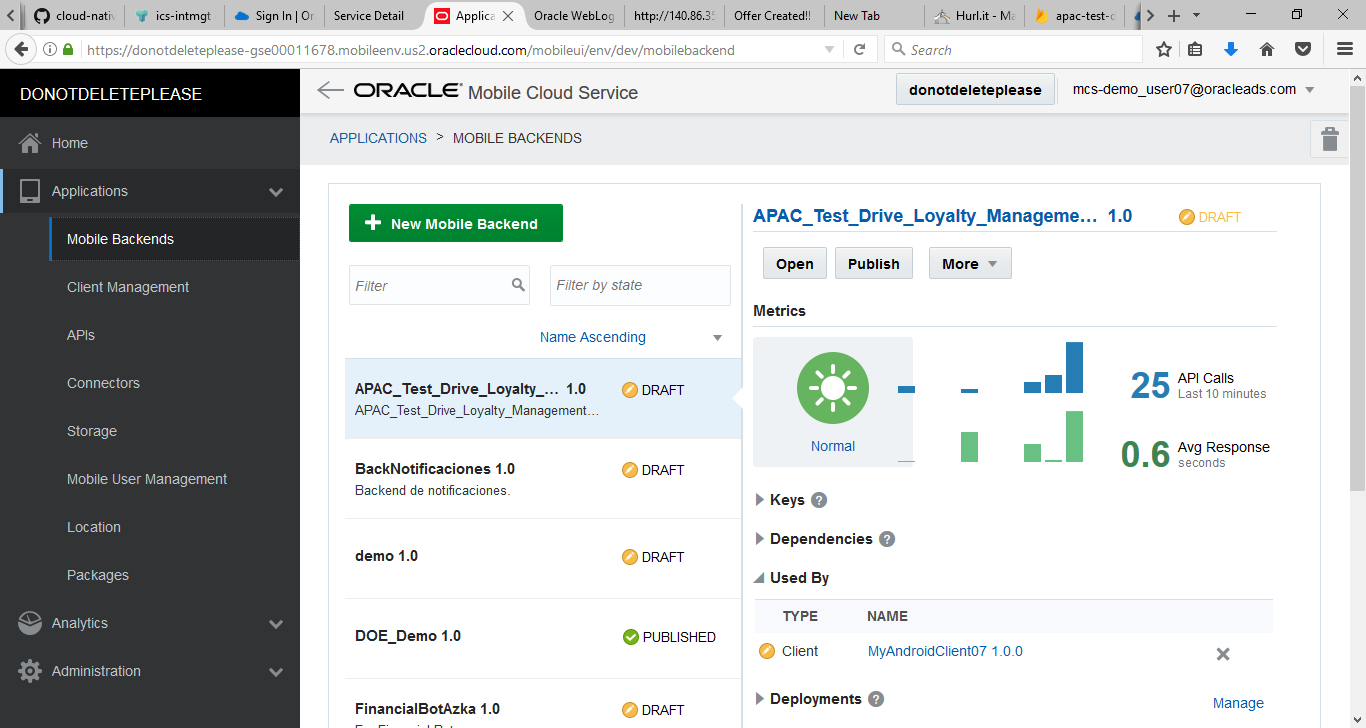 cloud-nativ
ics-intmgt
Sign In | Or
Service Detail
Applica
Oracle WebLog
http://140.86.35
Offer Created!!
New Tab
Hurl.it - Ma
apac-test-d
https://donotdeleteplease-gse00011678.mobileenv.us2.oraclecloud.com/mobileui/env/dev/mobilebackend
Search
DONOTDELETEPLEASE
ORACLE Mobile Cloud Service
donotdeleteplease
mcs-demo_user07@oracleads.com
Home
Applications
Mobile Backends
Client Management
APIs
Connectors
Storage
Mobile User Management
Location
Packages
Analytics
Administration
APPLICATIONS > MOBILE BACKENDS
New Mobile Backend
Filter
Filter by state
Name Ascending
APAC_Test_Drive_Loyalty_... 1.0 DRAFT
APAC_Test_Drive_Loyalty_Management...
BackNotificaciones 1.0 DRAFT
Backend de notificaciones.
demo 1.0 DRAFT
DOE_Demo 1.0 PUBLISHED
FinancialBotAzka 1.0 DRAFT
APAC_Test_Drive_Loyalty_Manageme... 1.0 DRAFT
Open
Publish
More
Metrics
Normal
25 API Calls
Last 10 minutes
0.6 Avg Response
seconds
Keys ?
Dependencies ?
Used By
TYPE NAME
Client MyAndroidClient07 1.0.0
Deployments ?
Manage